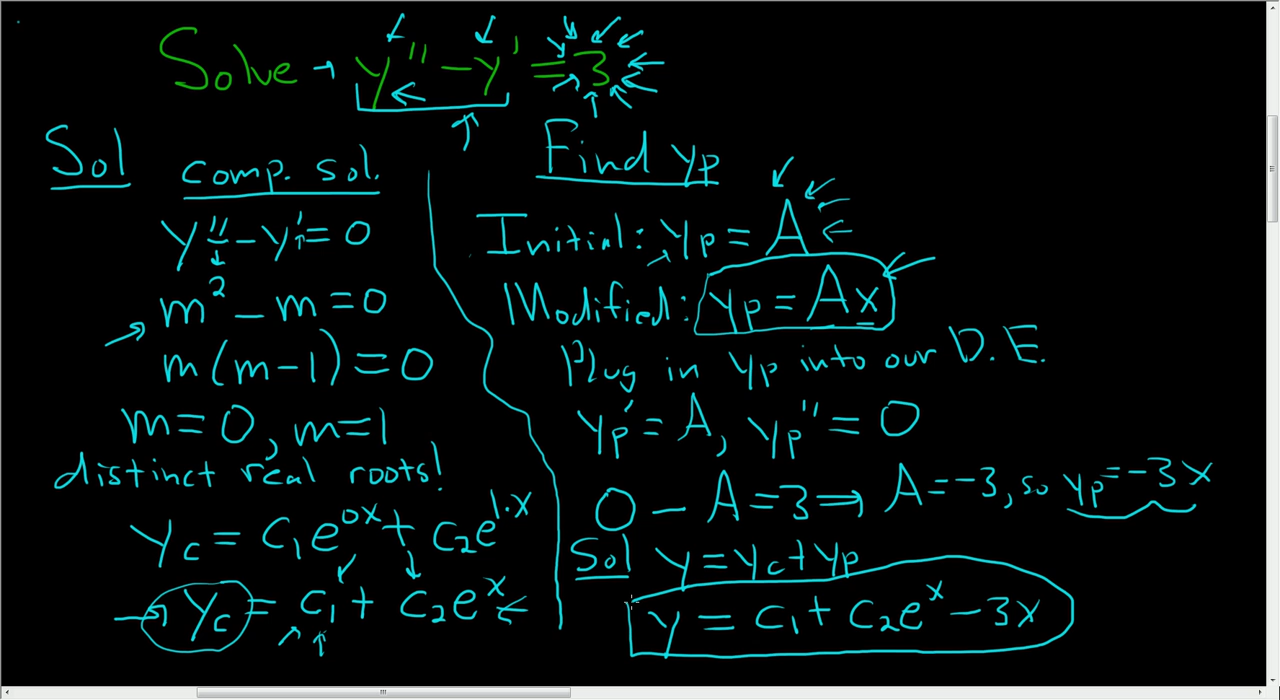 Solve → y'' - y' = 3
Sol
comp. sol.
y'' - y' = 0
m² - m = 0
m(m-1) = 0
m=0, m=1
distinct real roots!
yc = c₁e^{0x} + c₂e^{1·x}
yc = c₁ + c₂e^x
Find yp
Initial: yp = A
Modified: yp = Ax
Plug in yp into our D.E.
yp' = A, yp'' = 0
0 - A = 3 ⇒ A = -3, so yp = -3x
Sol y = yc + yp
y = c₁ + c₂e^x - 3x